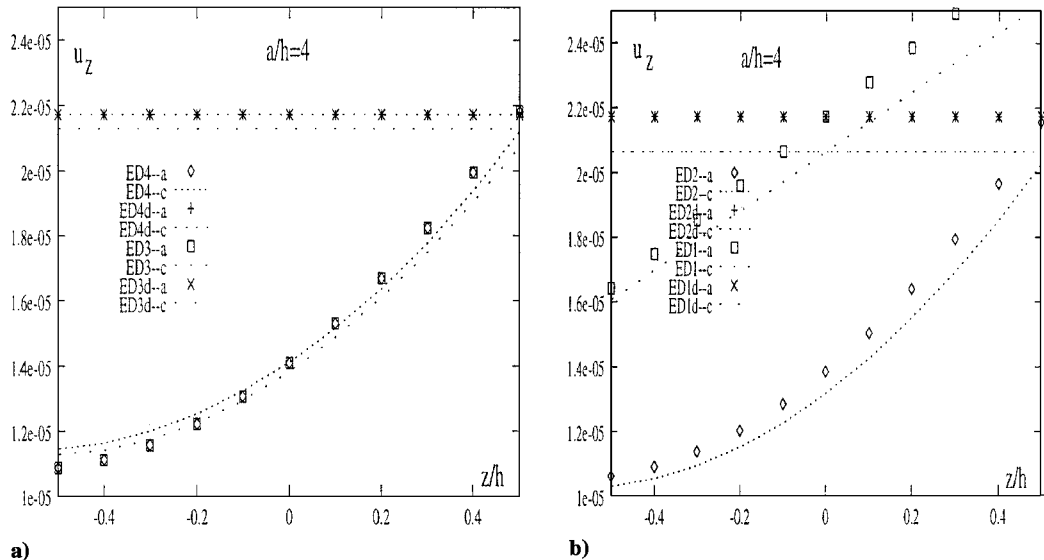 2.4e-05
2.2e-05
2e-05
1.8e-05
1.6e-05
1.4e-05
1.2e-05
1e-05
u_z
a/h=4
ED4--a
ED4--c
ED4d--a
ED4d--c
ED3--a
ED3--c
ED3d--a
ED3d--c
z/h
-0.4
-0.2
0
0.2
0.4
a)
2.4e-05
2.2e-05
2e-05
1.8e-05
1.6e-05
1.4e-05
1.2e-05
1e-05
u_z
a/h=4
ED2--a
ED2--c
ED2d--a
ED2d--c
ED1--a
ED1--c
ED1d--a
ED1d--c
z/h
-0.4
-0.2
0
0.2
0.4
b)